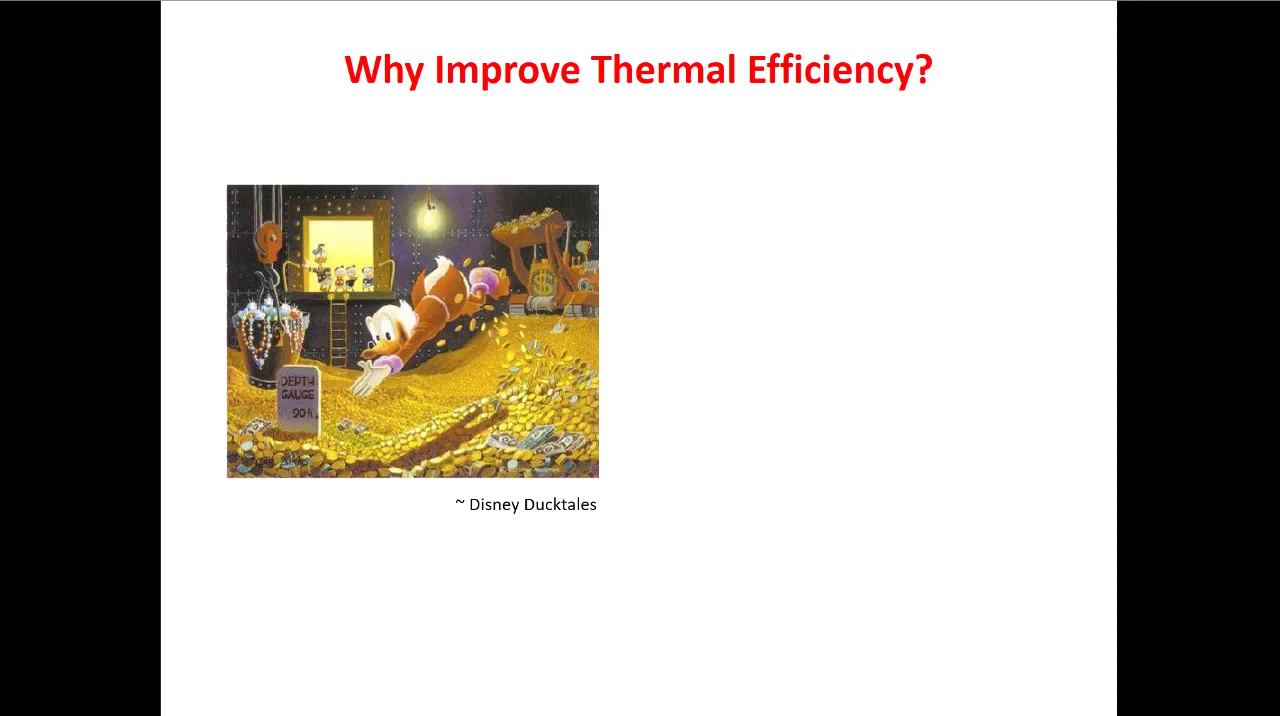 Why Improve Thermal Efficiency?
$
DEPTH
GAUGE
90 ft.
~ Disney Ducktales